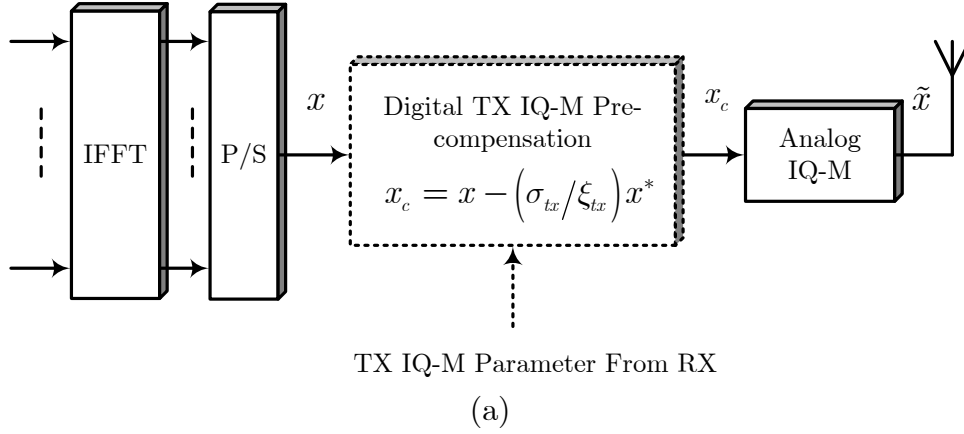 IFFT
P/S
x
Digital TX IQ-M Pre-
compensation
x_c = x − (σ_tx/ξ_tx) x*
x_c
Analog
IQ-M
x̃
TX IQ-M Parameter From RX
(a)